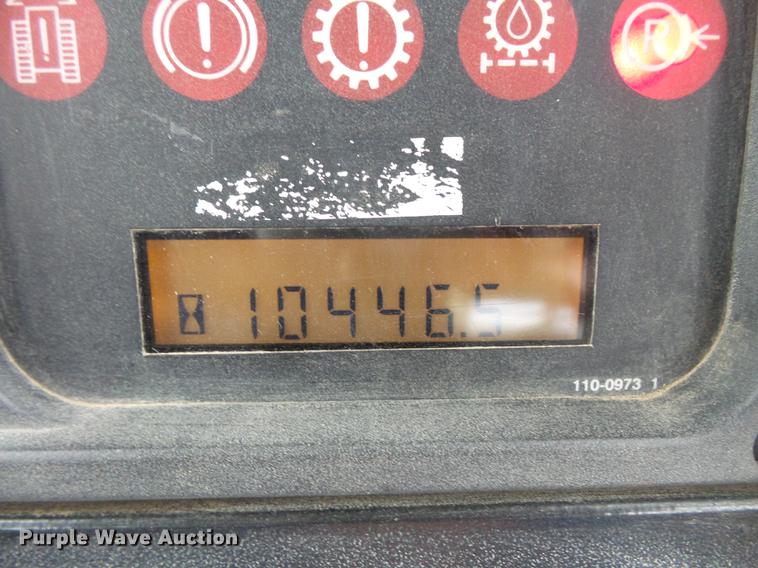 ! ! ! R
10446.5
110-0973 1
Purple Wave Auction